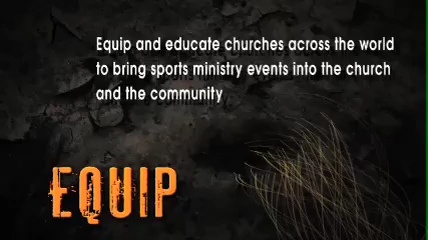 Equip and educate churches across the world
to bring sports ministry events into the church
and the community
EQUIP